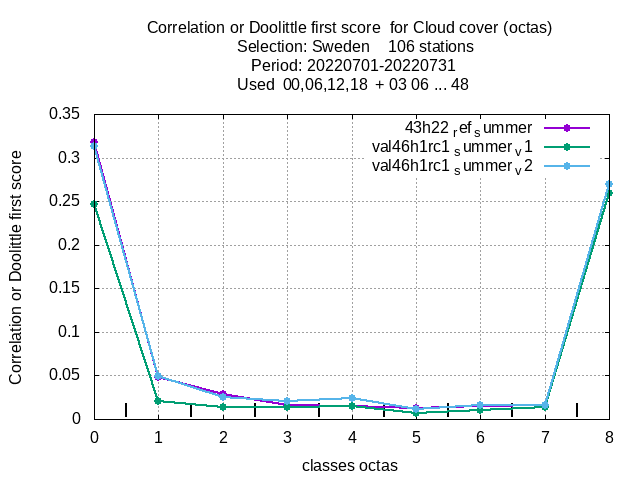 Correlation or Doolittle first score  for Cloud cover (octas)
Selection: Sweden    106 stations
Period: 20220701-20220731
Used  00,06,12,18  + 03 06 ... 48
43h22 ref summer
val46h1rc1 summer v1
val46h1rc1 summer v2
Correlation or Doolittle first score
0.35
0.3
0.25
0.2
0.15
0.1
0.05
0
0 1 2 3 4 5 6 7 8
classes octas